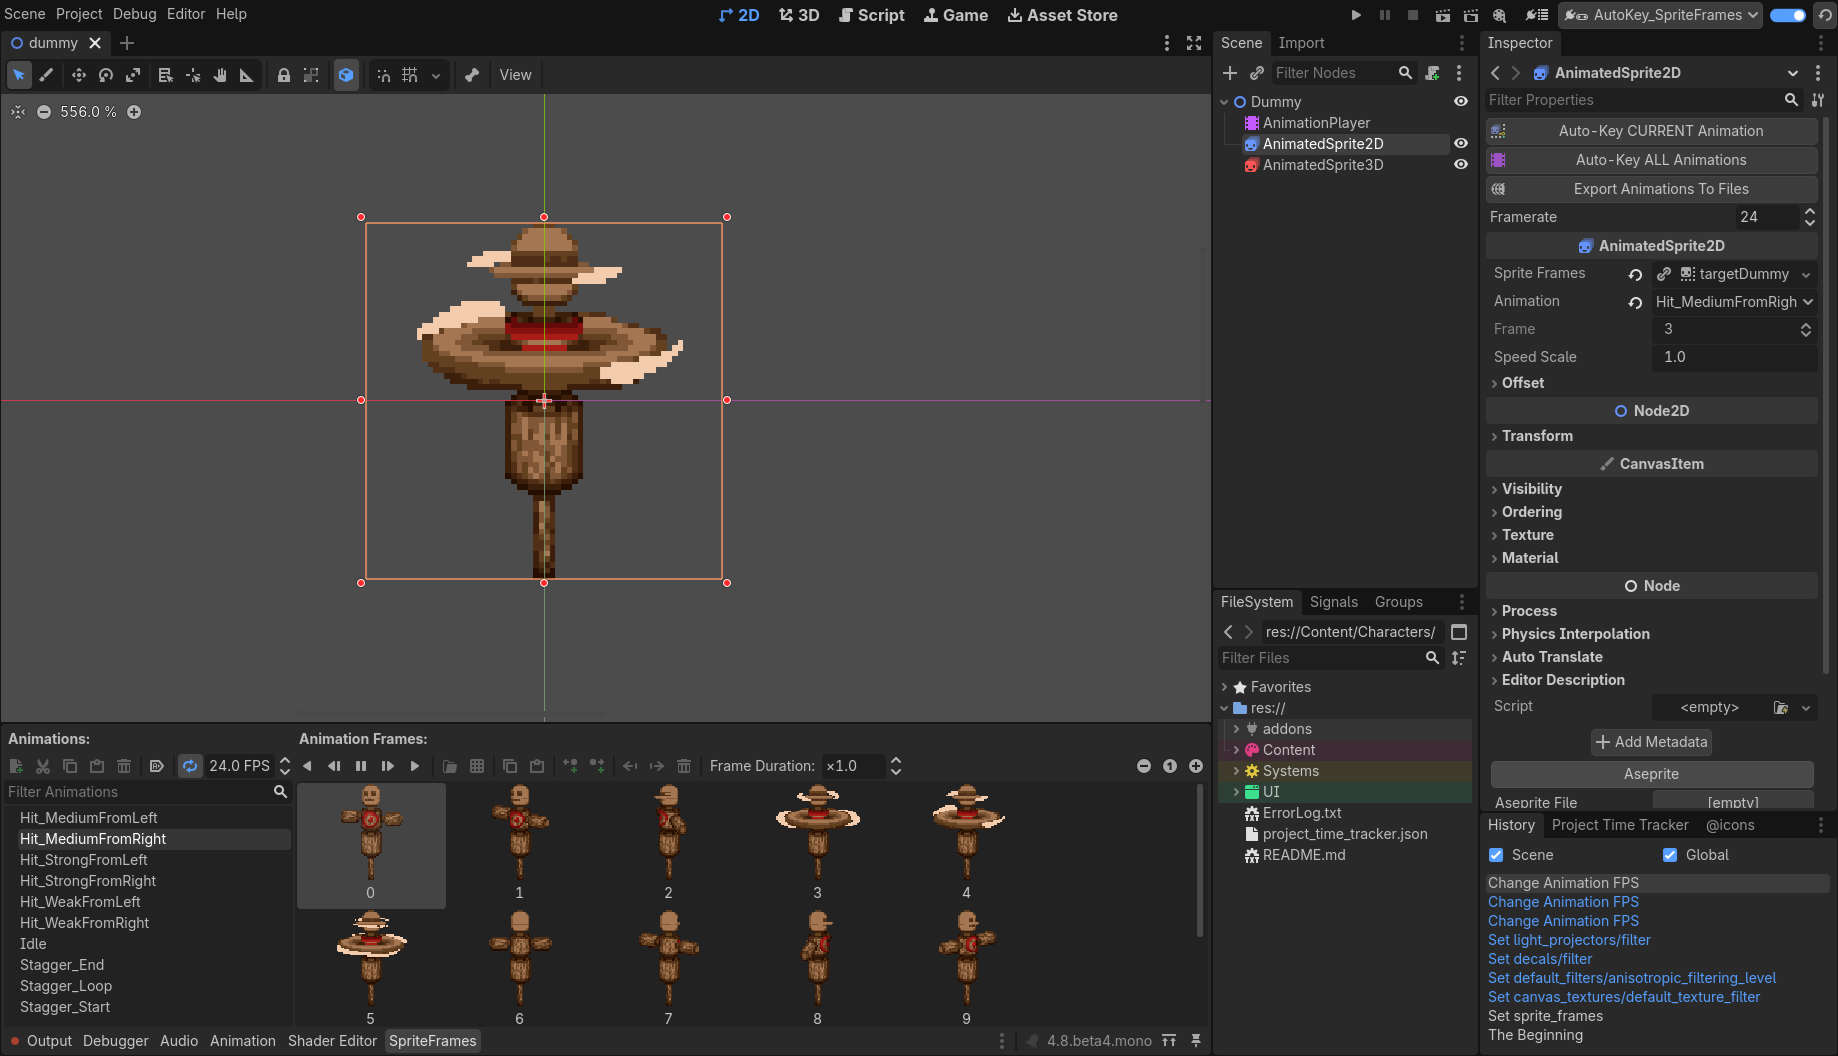 Scene Project Debug Editor Help
2D 3D Script Game Asset Store
AutoKey_SpriteFrames
dummy
View
556.0 %
Scene Import
Filter Nodes
Dummy
AnimationPlayer
AnimatedSprite2D
AnimatedSprite3D
FileSystem Signals Groups
res://Content/Characters/
Filter Files
Favorites
res://
addons
Content
Systems
UI
ErrorLog.txt
project_time_tracker.json
README.md
Inspector
AnimatedSprite2D
Filter Properties
Auto-Key CURRENT Animation
Auto-Key ALL Animations
Export Animations To Files
Framerate 24
AnimatedSprite2D
Sprite Frames targetDummy
Animation Hit_MediumFromRigh
Frame 3
Speed Scale 1.0
Offset
Node2D
Transform
CanvasItem
Visibility
Ordering
Texture
Material
Node
Process
Physics Interpolation
Auto Translate
Editor Description
Script <empty>
Add Metadata
Aseprite
Aseprite File [empty]
History Project Time Tracker @icons
Scene Global
Change Animation FPS
Change Animation FPS
Change Animation FPS
Set light_projectors/filter
Set decals/filter
Set default_filters/anisotropic_filtering_level
Set canvas_textures/default_texture_filter
Set sprite_frames
The Beginning
Animations:
24.0 FPS
Filter Animations
Hit_MediumFromLeft
Hit_MediumFromRight
Hit_StrongFromLeft
Hit_StrongFromRight
Hit_WeakFromLeft
Hit_WeakFromRight
Idle
Stagger_End
Stagger_Loop
Stagger_Start
Animation Frames:
Frame Duration: ×1.0
0 1 2 3 4
5 6 7 8 9
Output Debugger Audio Animation Shader Editor SpriteFrames
4.8.beta4.mono